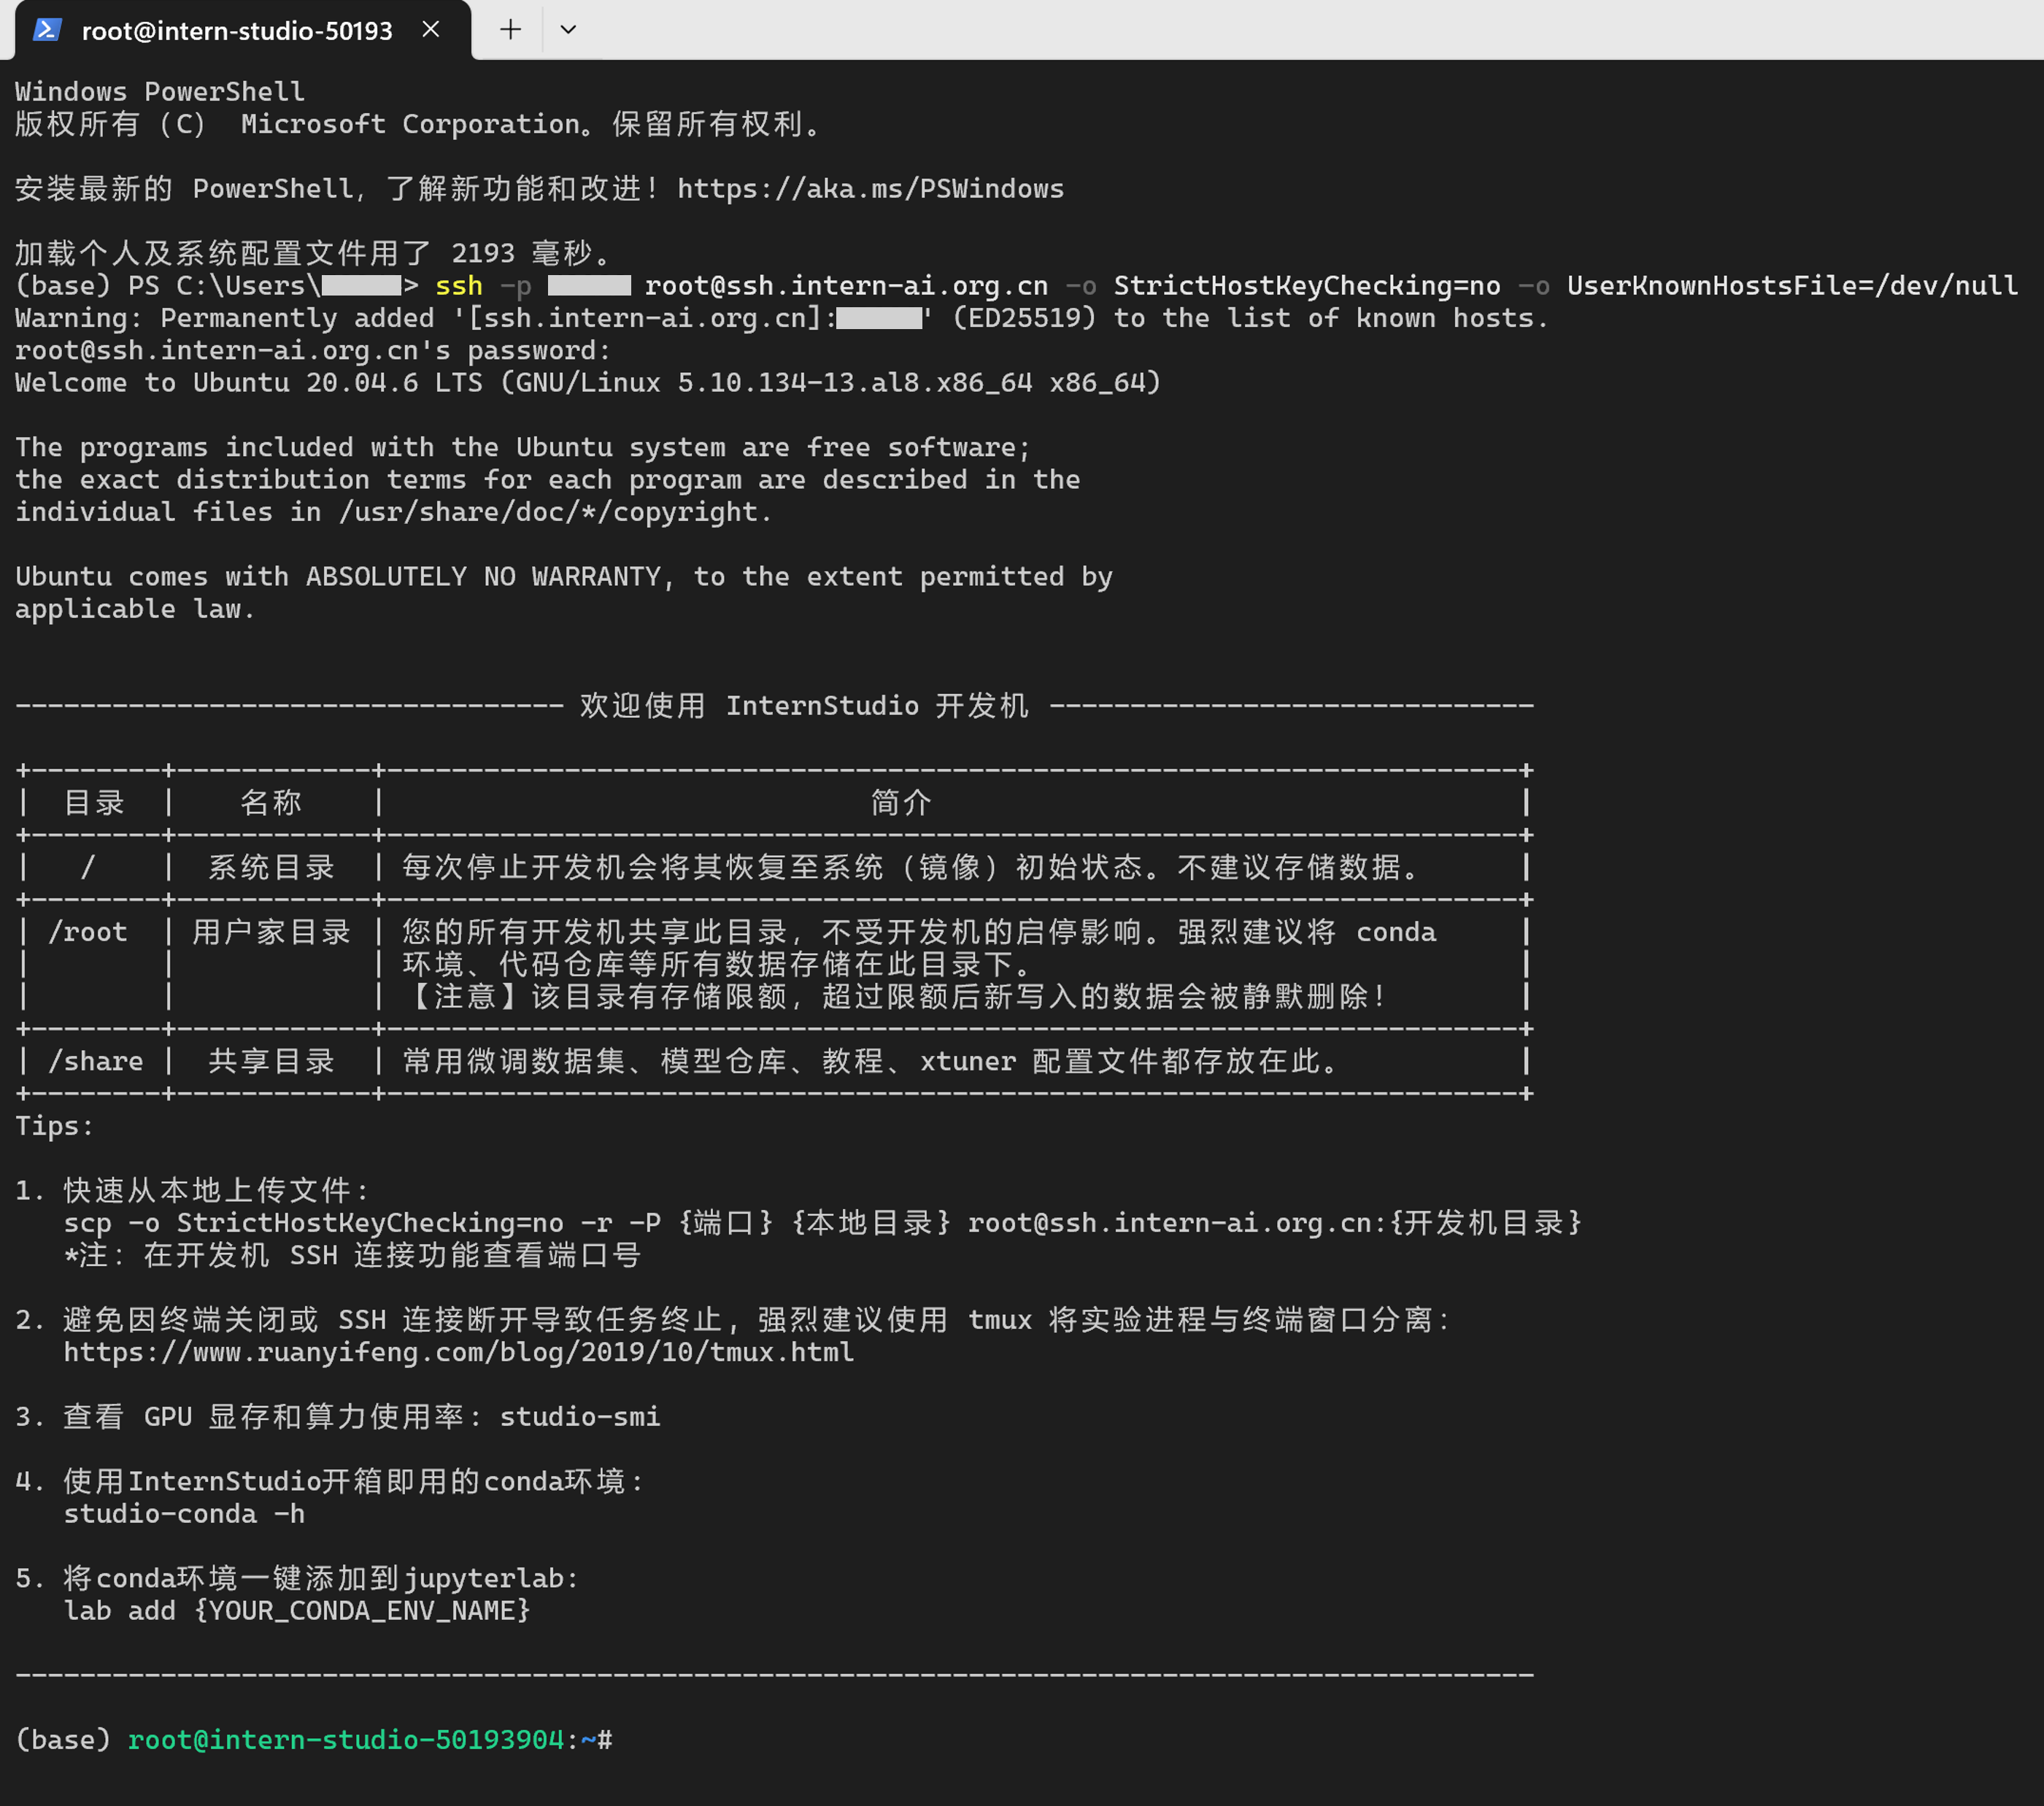 root@intern-studio-50193
Windows PowerShell
版权所有（C） Microsoft Corporation。保留所有权利。
安装最新的 PowerShell，了解新功能和改进！https://aka.ms/PSWindows
加载个人及系统配置文件用了 2193 毫秒。
(base) PS C:\Users\> ssh -p root@ssh.intern-ai.org.cn -o StrictHostKeyChecking=no -o UserKnownHostsFile=/dev/null
Warning: Permanently added '[ssh.intern-ai.org.cn]:' (ED25519) to the list of known hosts.
root@ssh.intern-ai.org.cn's password:
Welcome to Ubuntu 20.04.6 LTS (GNU/Linux 5.10.134-13.al8.x86_64 x86_64)
The programs included with the Ubuntu system are free software;
the exact distribution terms for each program are described in the
individual files in /usr/share/doc/*/copyright.
Ubuntu comes with ABSOLUTELY NO WARRANTY, to the extent permitted by
applicable law.
---------------------------------- 欢迎使用 InternStudio 开发机 ------------------------------
+--------+------------+----------------------------------------------------------------------+
| 目录 | 名称 | 简介 |
+--------+------------+----------------------------------------------------------------------+
| / | 系统目录 | 每次停止开发机会将其恢复至系统（镜像）初始状态。不建议存储数据。 |
+--------+------------+----------------------------------------------------------------------+
| /root | 用户家目录 | 您的所有开发机共享此目录，不受开发机的启停影响。强烈建议将 conda |
| | | 环境、代码仓库等所有数据存储在此目录下。 |
| | | 【注意】该目录有存储限额，超过限额后新写入的数据会被静默删除！ |
+--------+------------+----------------------------------------------------------------------+
| /share | 共享目录 | 常用微调数据集、模型仓库、教程、xtuner 配置文件都存放在此。 |
+--------+------------+----------------------------------------------------------------------+
Tips:
1. 快速从本地上传文件：
scp -o StrictHostKeyChecking=no -r -P {端口} {本地目录} root@ssh.intern-ai.org.cn:{开发机目录}
*注：在开发机 SSH 连接功能查看端口号
2. 避免因终端关闭或 SSH 连接断开导致任务终止，强烈建议使用 tmux 将实验进程与终端窗口分离：
https://www.ruanyifeng.com/blog/2019/10/tmux.html
3. 查看 GPU 显存和算力使用率：studio-smi
4. 使用InternStudio开箱即用的conda环境：
studio-conda -h
5. 将conda环境一键添加到jupyterlab:
lab add {YOUR_CONDA_ENV_NAME}
----------------------------------------------------------------------------------------------
(base) root@intern-studio-50193904:~#